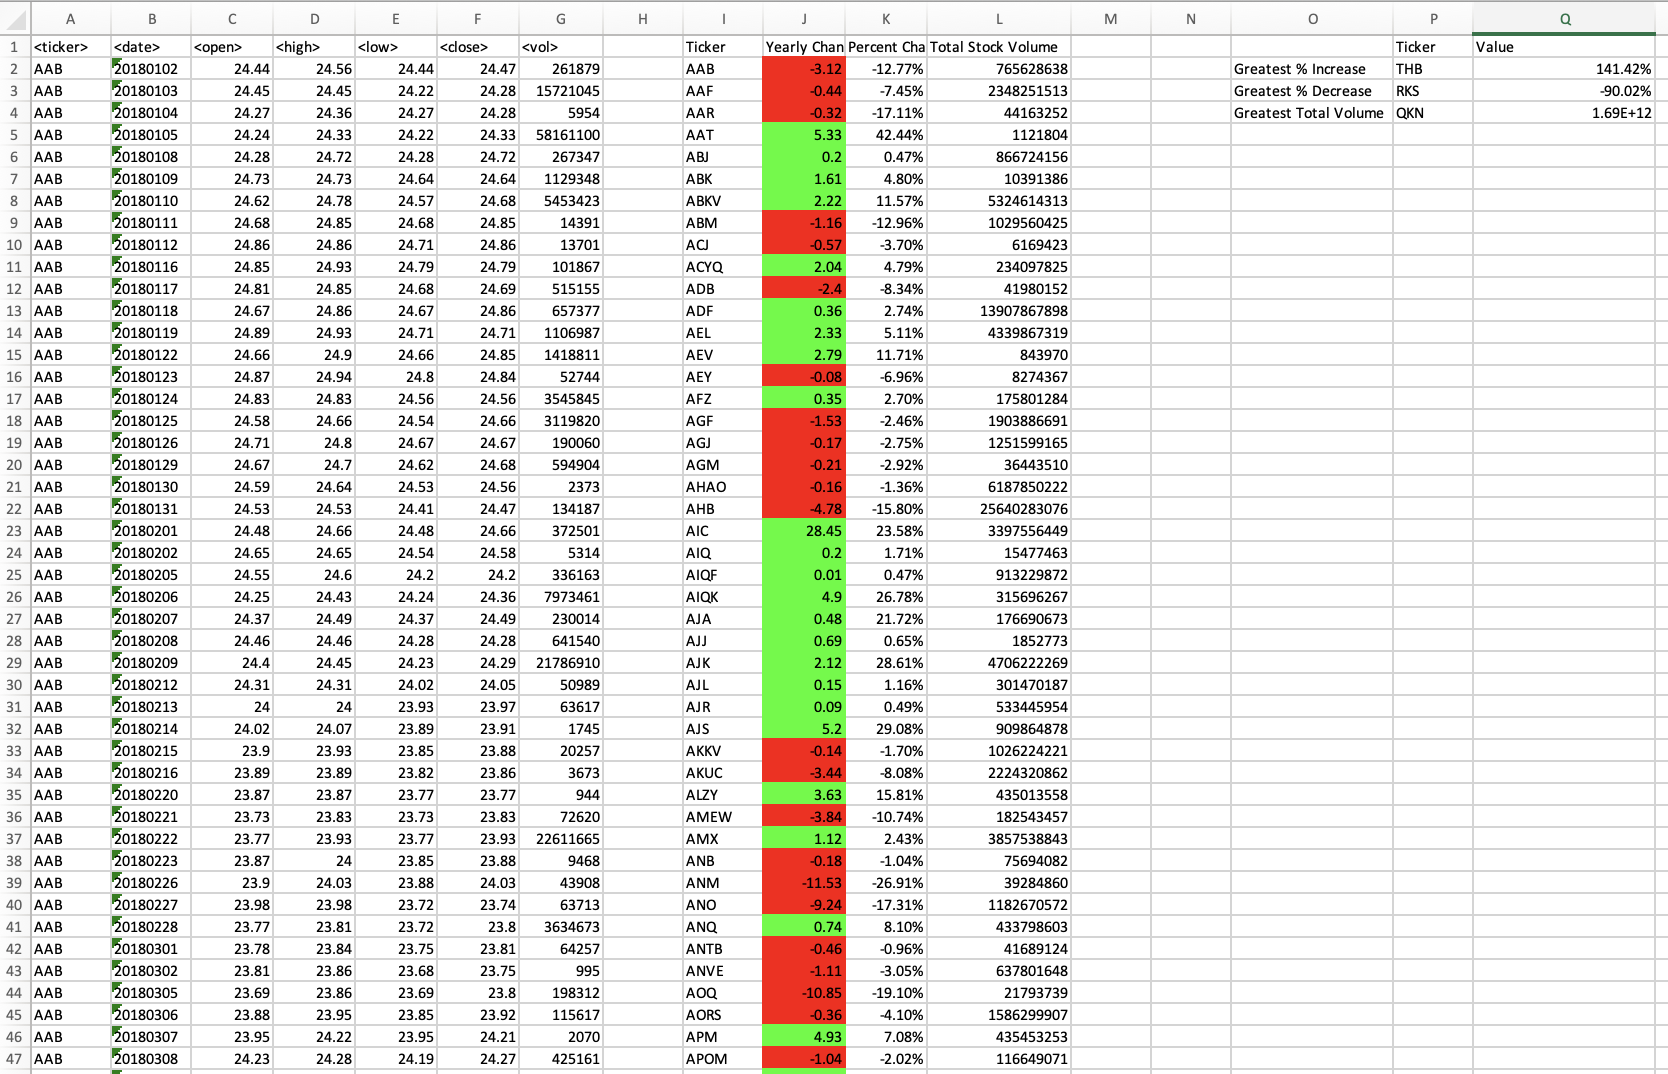 A B C D E F G H I J K L M N O P Q
1 <ticker> <date> <open> <high> <low> <close> <vol> Ticker Yearly Chan Percent Cha Total Stock Volume Ticker Value
2 AAB 20180102 24.44 24.56 24.44 24.47 261879 AAB -3.12 -12.77% 765628638 Greatest % Increase THB 141.42%
3 AAB 20180103 24.45 24.45 24.22 24.28 15721045 AAF -0.44 -7.45% 2348251513 Greatest % Decrease RKS -90.02%
4 AAB 20180104 24.27 24.36 24.27 24.28 5954 AAR -0.32 -17.11% 44163252 Greatest Total Volume QKN 1.69E+12
5 AAB 20180105 24.24 24.33 24.22 24.33 58161100 AAT 5.33 42.44% 1121804
6 AAB 20180108 24.28 24.72 24.28 24.72 267347 ABJ 0.2 0.47% 866724156
7 AAB 20180109 24.73 24.73 24.64 24.64 1129348 ABK 1.61 4.80% 10391386
8 AAB 20180110 24.62 24.78 24.57 24.68 5453423 ABKV 2.22 11.57% 5324614313
9 AAB 20180111 24.68 24.85 24.68 24.85 14391 ABM -1.16 -12.96% 1029560425
10 AAB 20180112 24.86 24.86 24.71 24.86 13701 ACJ -0.57 -3.70% 6169423
11 AAB 20180116 24.85 24.93 24.79 24.79 101867 ACYQ 2.04 4.79% 234097825
12 AAB 20180117 24.81 24.85 24.68 24.69 515155 ADB -2.4 -8.34% 41980152
13 AAB 20180118 24.67 24.86 24.67 24.86 657377 ADF 0.36 2.74% 13907867898
14 AAB 20180119 24.89 24.93 24.71 24.71 1106987 AEL 2.33 5.11% 4339867319
15 AAB 20180122 24.66 24.9 24.66 24.85 1418811 AEV 2.79 11.71% 843970
16 AAB 20180123 24.87 24.94 24.8 24.84 52744 AEY -0.08 -6.96% 8274367
17 AAB 20180124 24.83 24.83 24.56 24.56 3545845 AFZ 0.35 2.70% 175801284
18 AAB 20180125 24.58 24.66 24.54 24.66 3119820 AGF -1.53 -2.46% 1903886691
19 AAB 20180126 24.71 24.8 24.67 24.67 190060 AGJ -0.17 -2.75% 1251599165
20 AAB 20180129 24.67 24.7 24.62 24.68 594904 AGM -0.21 -2.92% 36443510
21 AAB 20180130 24.59 24.64 24.53 24.56 2373 AHAO -0.16 -1.36% 6187850222
22 AAB 20180131 24.53 24.53 24.41 24.47 134187 AHB -4.78 -15.80% 25640283076
23 AAB 20180201 24.48 24.66 24.48 24.66 372501 AIC 28.45 23.58% 3397556449
24 AAB 20180202 24.65 24.65 24.54 24.58 5314 AIQ 0.2 1.71% 15477463
25 AAB 20180205 24.55 24.6 24.2 24.2 336163 AIQF 0.01 0.47% 913229872
26 AAB 20180206 24.25 24.43 24.24 24.36 7973461 AIQK 4.9 26.78% 315696267
27 AAB 20180207 24.37 24.49 24.37 24.49 230014 AJA 0.48 21.72% 176690673
28 AAB 20180208 24.46 24.46 24.28 24.28 641540 AJJ 0.69 0.65% 1852773
29 AAB 20180209 24.4 24.45 24.23 24.29 21786910 AJK 2.12 28.61% 4706222269
30 AAB 20180212 24.31 24.31 24.02 24.05 50989 AJL 0.15 1.16% 301470187
31 AAB 20180213 24 24 23.93 23.97 63617 AJR 0.09 0.49% 533445954
32 AAB 20180214 24.02 24.07 23.89 23.91 1745 AJS 5.2 29.08% 909864878
33 AAB 20180215 23.9 23.93 23.85 23.88 20257 AKKV -0.14 -1.70% 1026224221
34 AAB 20180216 23.89 23.89 23.82 23.86 3673 AKUC -3.44 -8.08% 2224320862
35 AAB 20180220 23.87 23.87 23.77 23.77 944 ALZY 3.63 15.81% 435013558
36 AAB 20180221 23.73 23.83 23.73 23.83 72620 AMEW -3.84 -10.74% 182543457
37 AAB 20180222 23.77 23.93 23.77 23.93 22611665 AMX 1.12 2.43% 3857538843
38 AAB 20180223 23.87 24 23.85 23.88 9468 ANB -0.18 -1.04% 75694082
39 AAB 20180226 23.9 24.03 23.88 24.03 43908 ANM -11.53 -26.91% 39284860
40 AAB 20180227 23.98 23.98 23.72 23.74 63713 ANO -9.24 -17.31% 1182670572
41 AAB 20180228 23.77 23.81 23.72 23.8 3634673 ANQ 0.74 8.10% 433798603
42 AAB 20180301 23.78 23.84 23.75 23.81 64257 ANTB -0.46 -0.96% 41689124
43 AAB 20180302 23.81 23.86 23.68 23.75 995 ANVE -1.11 -3.05% 637801648
44 AAB 20180305 23.69 23.86 23.69 23.8 198312 AOQ -10.85 -19.10% 21793739
45 AAB 20180306 23.88 23.95 23.85 23.92 115617 AORS -0.36 -4.10% 1586299907
46 AAB 20180307 23.95 24.22 23.95 24.21 2070 APM 4.93 7.08% 435453253
47 AAB 20180308 24.23 24.28 24.19 24.27 425161 APOM -1.04 -2.02% 116649071